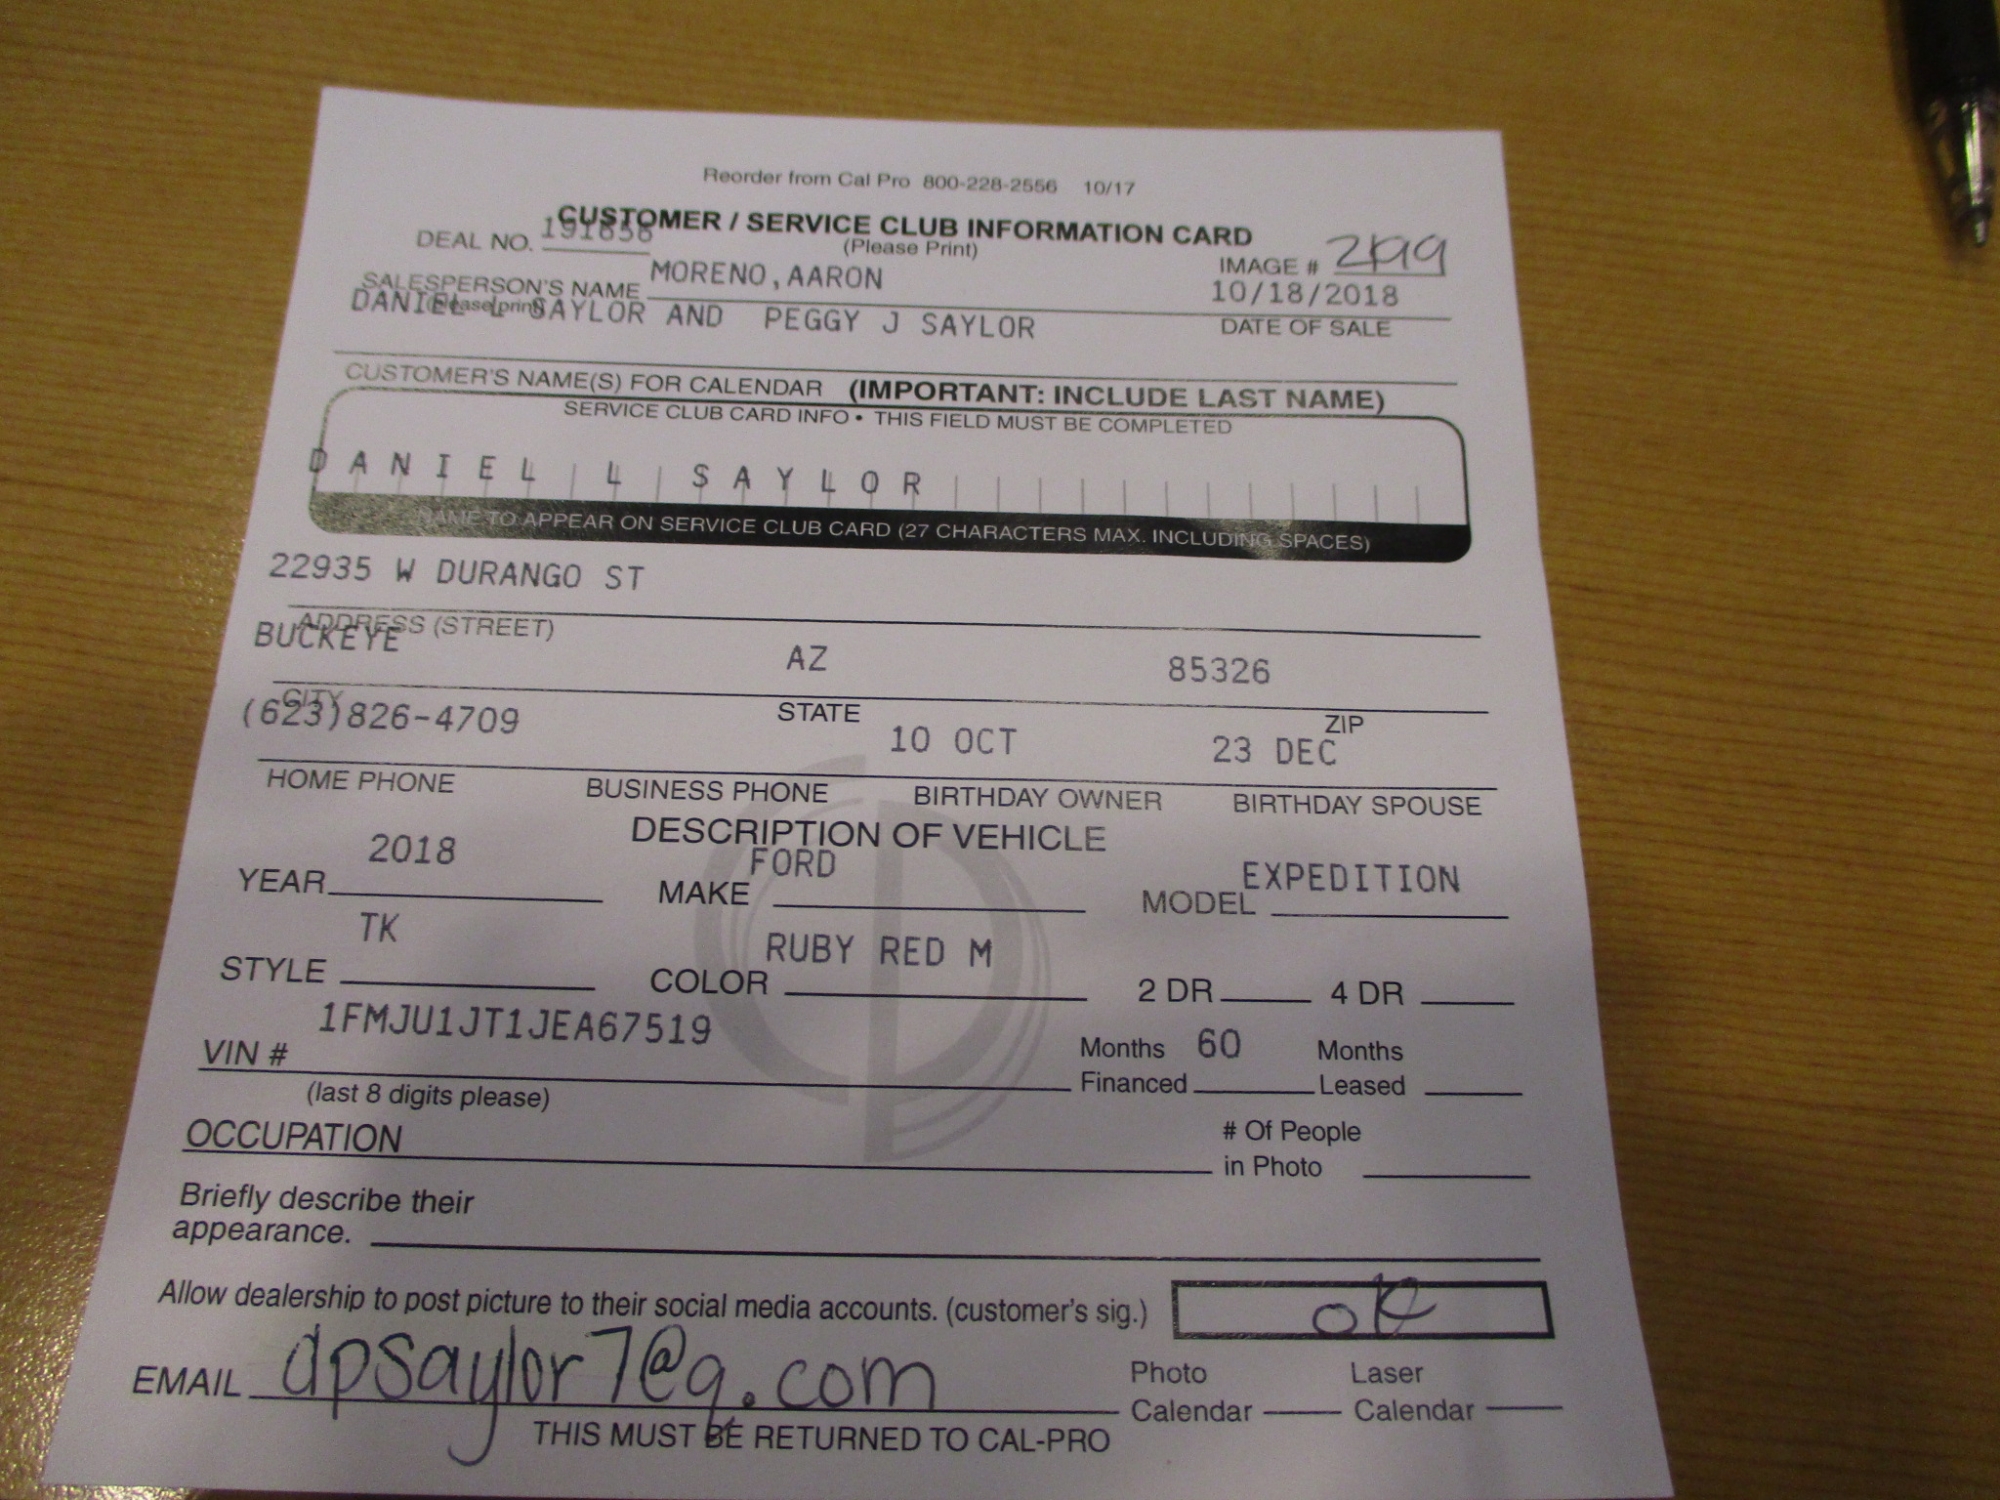 Reorder from Cal Pro 800-228-2556 10/17
CUSTOMER / SERVICE CLUB INFORMATION CARD
(Please Print)
DEAL NO. 191656
IMAGE #
SALESPERSON'S NAME MORENO,AARON
(Please print)
10/18/2018
DATE OF SALE
DANIEL L SAYLOR AND PEGGY J SAYLOR
CUSTOMER'S NAME(S) FOR CALENDAR (IMPORTANT: INCLUDE LAST NAME)
SERVICE CLUB CARD INFO • THIS FIELD MUST BE COMPLETED
DANIEL L SAYLOR
NAME TO APPEAR ON SERVICE CLUB CARD (27 CHARACTERS MAX. INCLUDING SPACES)
22935 W DURANGO ST
ADDRESS (STREET)
BUCKEYE AZ 85326
CITY STATE ZIP
(623)826-4709 10 OCT 23 DEC
HOME PHONE BUSINESS PHONE BIRTHDAY OWNER BIRTHDAY SPOUSE
DESCRIPTION OF VEHICLE
YEAR 2018 MAKE FORD MODEL EXPEDITION
STYLE TK COLOR RUBY RED M 2 DR 4 DR
VIN # 1FMJU1JT1JEA67519
(last 8 digits please)
Months Financed 60 Months Leased
OCCUPATION
# Of People in Photo
Briefly describe their
appearance.
Allow dealership to post picture to their social media accounts. (customer's sig.) OK
EMAIL dpsaylor7@q.com
Photo Calendar Laser Calendar
THIS MUST BE RETURNED TO CAL-PRO